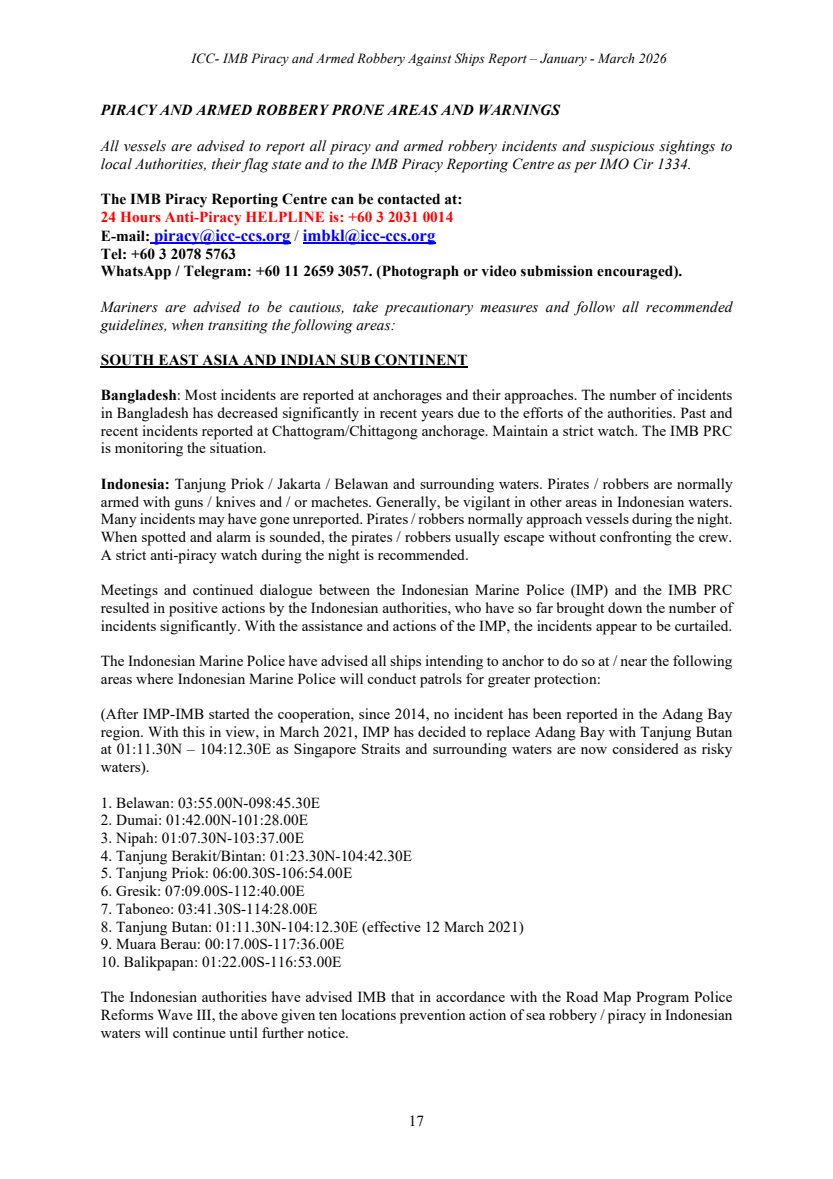 ICC- IMB Piracy and Armed Robbery Against Ships Report – January - March 2026
PIRACY AND ARMED ROBBERY PRONE AREAS AND WARNINGS
All vessels are advised to report all piracy and armed robbery incidents and suspicious sightings to
local Authorities, their flag state and to the IMB Piracy Reporting Centre as per IMO Cir 1334.
The IMB Piracy Reporting Centre can be contacted at:
24 Hours Anti-Piracy HELPLINE is: +60 3 2031 0014
E-mail: piracy@icc-ccs.org / imbkl@icc-ccs.org
Tel: +60 3 2078 5763
WhatsApp / Telegram: +60 11 2659 3057. (Photograph or video submission encouraged).
Mariners are advised to be cautious, take precautionary measures and follow all recommended
guidelines, when transiting the following areas:
SOUTH EAST ASIA AND INDIAN SUB CONTINENT
Bangladesh: Most incidents are reported at anchorages and their approaches. The number of incidents
in Bangladesh has decreased significantly in recent years due to the efforts of the authorities. Past and
recent incidents reported at Chattogram/Chittagong anchorage. Maintain a strict watch. The IMB PRC
is monitoring the situation.
Indonesia: Tanjung Priok / Jakarta / Belawan and surrounding waters. Pirates / robbers are normally
armed with guns / knives and / or machetes. Generally, be vigilant in other areas in Indonesian waters.
Many incidents may have gone unreported. Pirates / robbers normally approach vessels during the night.
When spotted and alarm is sounded, the pirates / robbers usually escape without confronting the crew.
A strict anti-piracy watch during the night is recommended.
Meetings and continued dialogue between the Indonesian Marine Police (IMP) and the IMB PRC
resulted in positive actions by the Indonesian authorities, who have so far brought down the number of
incidents significantly. With the assistance and actions of the IMP, the incidents appear to be curtailed.
The Indonesian Marine Police have advised all ships intending to anchor to do so at / near the following
areas where Indonesian Marine Police will conduct patrols for greater protection:
(After IMP-IMB started the cooperation, since 2014, no incident has been reported in the Adang Bay
region. With this in view, in March 2021, IMP has decided to replace Adang Bay with Tanjung Butan
at 01:11.30N – 104:12.30E as Singapore Straits and surrounding waters are now considered as risky
waters).
1. Belawan: 03:55.00N-098:45.30E
2. Dumai: 01:42.00N-101:28.00E
3. Nipah: 01:07.30N-103:37.00E
4. Tanjung Berakit/Bintan: 01:23.30N-104:42.30E
5. Tanjung Priok: 06:00.30S-106:54.00E
6. Gresik: 07:09.00S-112:40.00E
7. Taboneo: 03:41.30S-114:28.00E
8. Tanjung Butan: 01:11.30N-104:12.30E (effective 12 March 2021)
9. Muara Berau: 00:17.00S-117:36.00E
10. Balikpapan: 01:22.00S-116:53.00E
The Indonesian authorities have advised IMB that in accordance with the Road Map Program Police
Reforms Wave III, the above given ten locations prevention action of sea robbery / piracy in Indonesian
waters will continue until further notice.
17